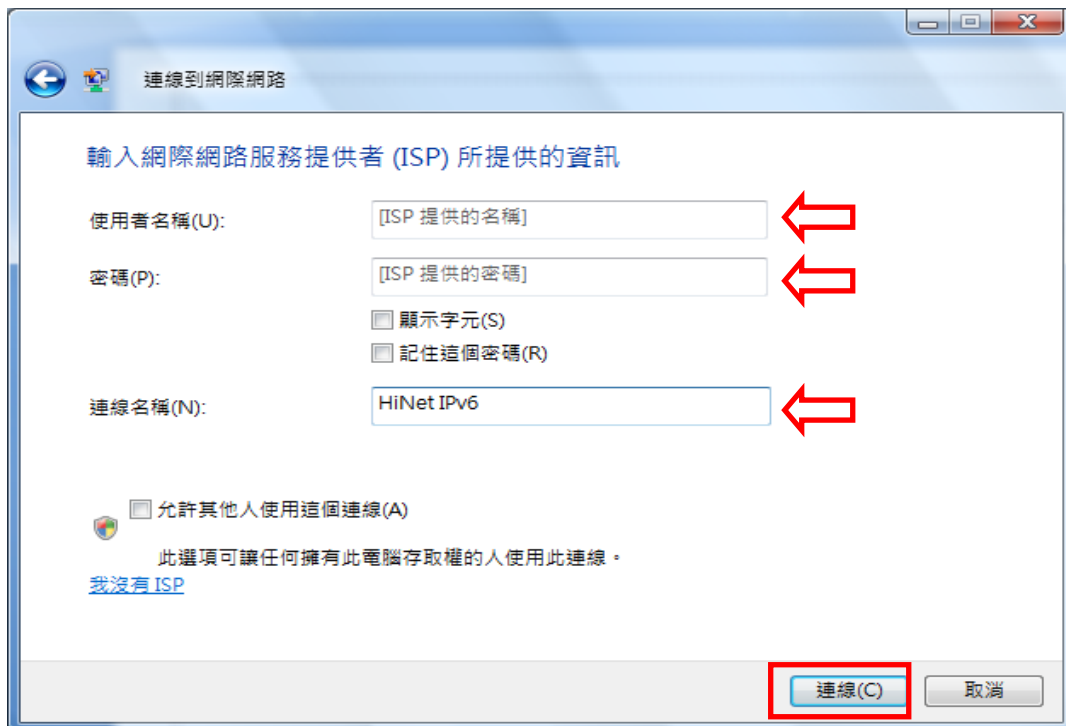 連線到網際網路
輸入網際網路服務提供者 (ISP) 所提供的資訊
使用者名稱(U): [ISP 提供的名稱]
密碼(P): [ISP 提供的密碼]
顯示字元(S)
記住這個密碼(R)
連線名稱(N): HiNet IPv6
允許其他人使用這個連線(A)
此選項可讓任何擁有此電腦存取權的人使用此連線。
我沒有 ISP
連線(C) 取消